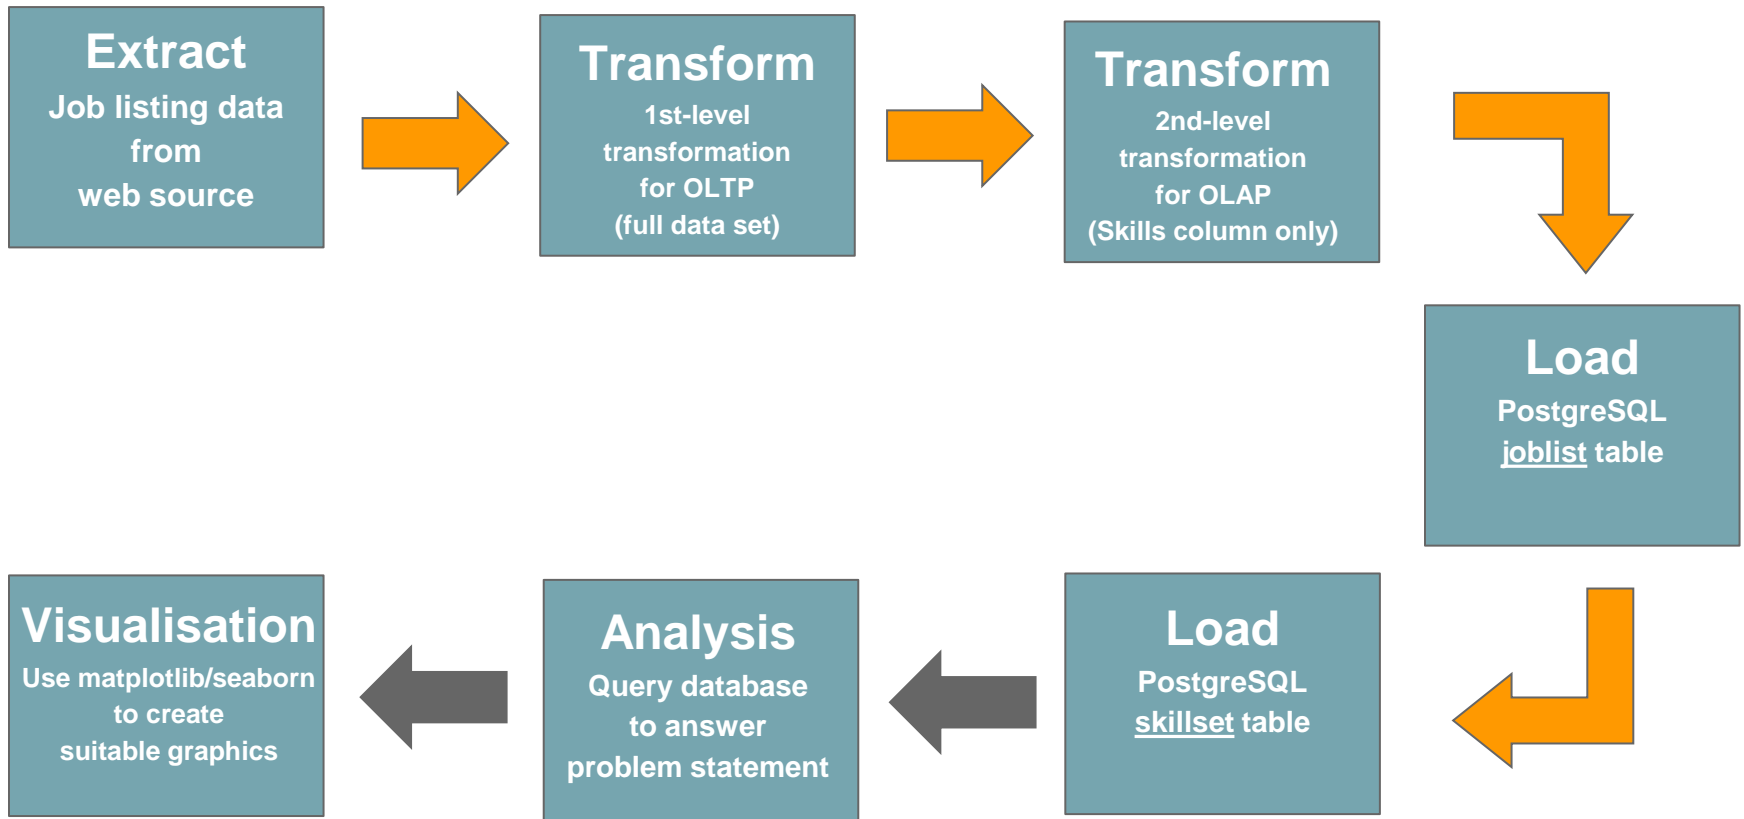 Extract
Job listing data
from
web source
Transform
1st-level
transformation
for OLTP
(full data set)
Transform
2nd-level
transformation
for OLAP
(Skills column only)
Load
PostgreSQL
joblist table
Load
PostgreSQL
skillset table
Analysis
Query database
to answer
problem statement
Visualisation
Use matplotlib/seaborn
to create
suitable graphics